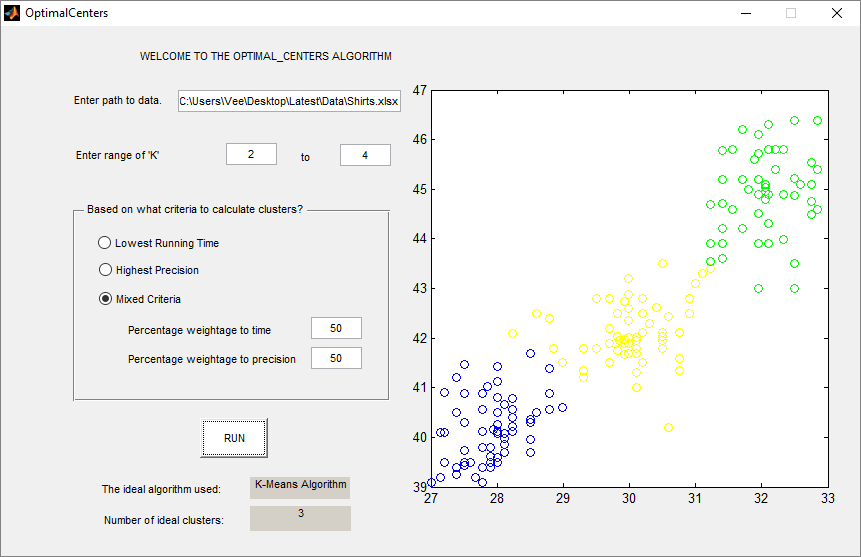 OptimalCenters
WELCOME TO THE OPTIMAL_CENTERS ALGORITHM
Enter path to data. C:\Users\Vee\Desktop\Latest\Data\Shirts.xlsx
Enter range of 'K' 2 to 4
Based on what criteria to calculate clusters?
Lowest Running Time
Highest Precision
Mixed Criteria
Percentage weightage to time 50
Percentage weightage to precision 50
RUN
The ideal algorithm used: K-Means Algorithm
Number of ideal clusters: 3
47
46
45
44
43
42
41
40
39
27 28 29 30 31 32 33